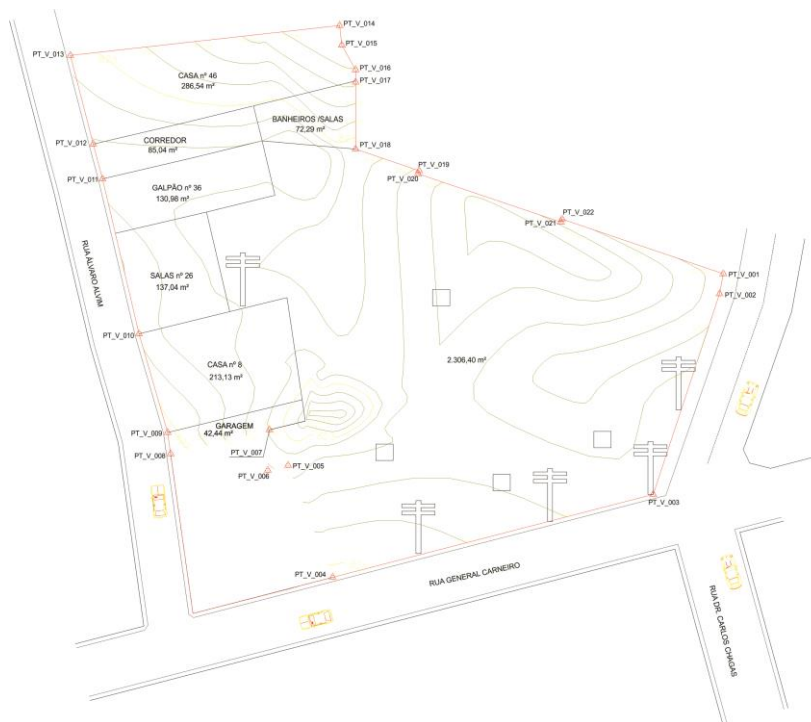 PT_V_014
PT_V_015
PT_V_013
PT_V_016
CASA nº 46
286,54 m²
PT_V_017
BANHEIROS /SALAS
72,29 m²
PT_V_012
CORREDOR
85,04 m²
PT_V_018
PT_V_019
PT_V_011
PT_V_020
GALPÃO nº 36
130,98 m²
PT_V_022
PT_V_021
RUA ÁLVARO ALVIM
SALAS nº 26
137,04 m²
PT_V_001
PT_V_002
PT_V_010
2.306,40 m²
CASA nº 8
213,13 m²
GARAGEM
42,44 m²
PT_V_009
PT_V_008
PT_V_007
PT_V_005
PT_V_006
PT_V_003
PT_V_004
RUA GENERAL CARNEIRO
RUA DR. CARLOS CHAGAS